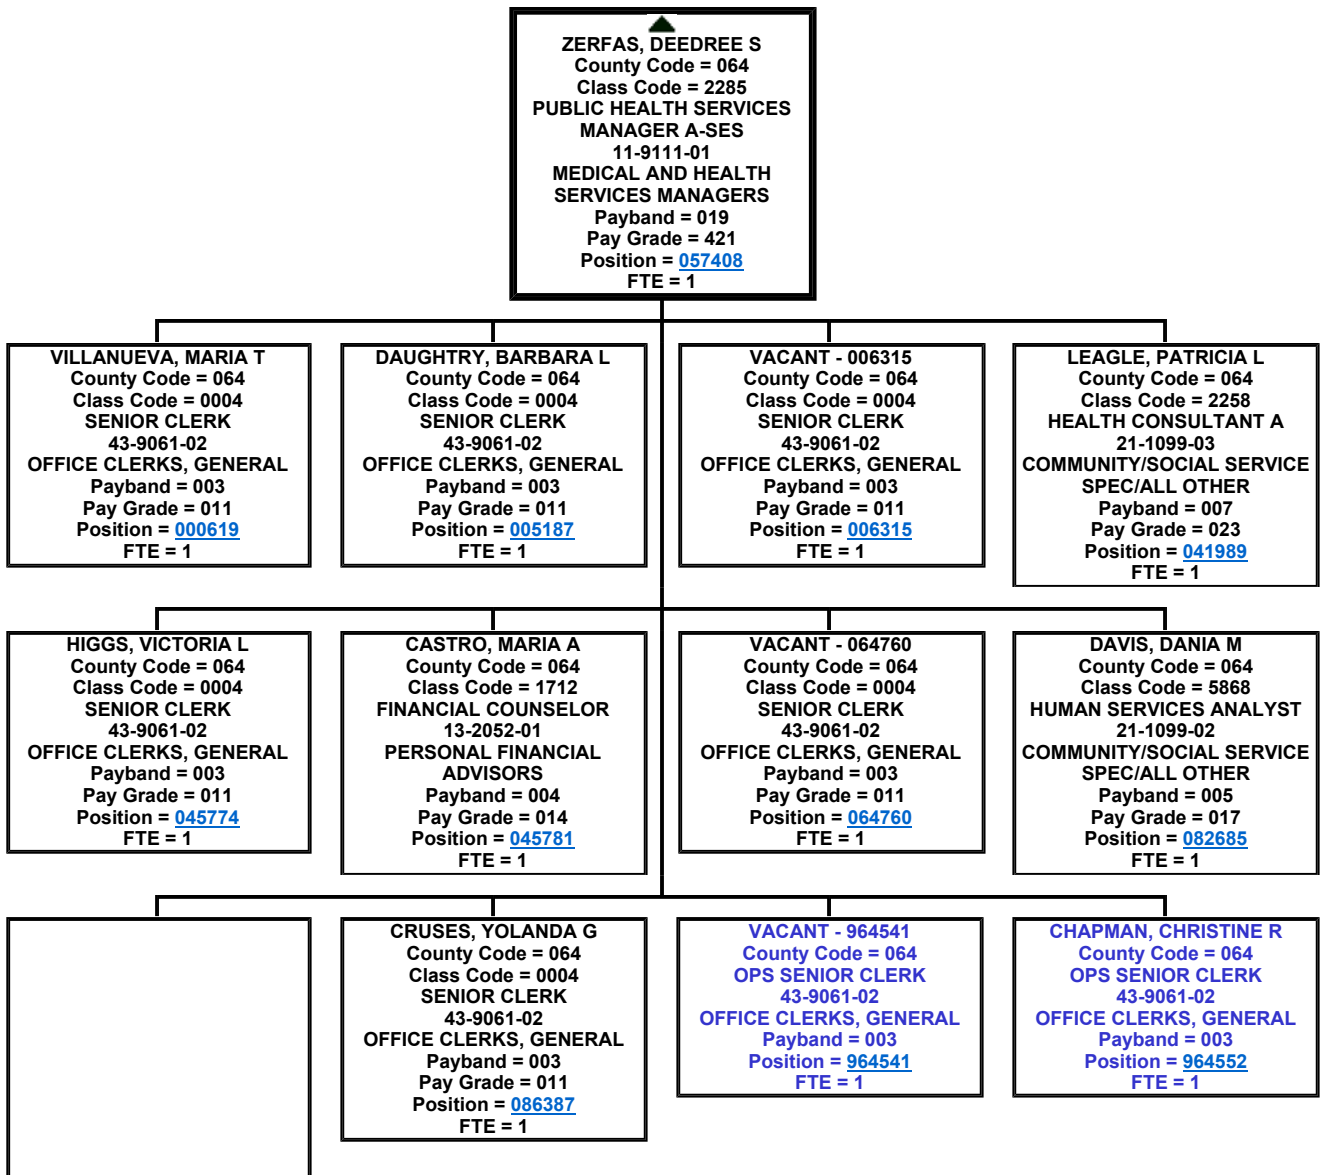 ZERFAS, DEEDREE S
County Code = 064
Class Code = 2285
PUBLIC HEALTH SERVICES
MANAGER A-SES
11-9111-01
MEDICAL AND HEALTH
SERVICES MANAGERS
Payband = 019
Pay Grade = 421
Position = 057408
FTE = 1
VILLANUEVA, MARIA T
County Code = 064
Class Code = 0004
SENIOR CLERK
43-9061-02
OFFICE CLERKS, GENERAL
Payband = 003
Pay Grade = 011
Position = 000619
FTE = 1
DAUGHTRY, BARBARA L
County Code = 064
Class Code = 0004
SENIOR CLERK
43-9061-02
OFFICE CLERKS, GENERAL
Payband = 003
Pay Grade = 011
Position = 005187
FTE = 1
VACANT - 006315
County Code = 064
Class Code = 0004
SENIOR CLERK
43-9061-02
OFFICE CLERKS, GENERAL
Payband = 003
Pay Grade = 011
Position = 006315
FTE = 1
LEAGLE, PATRICIA L
County Code = 064
Class Code = 2258
HEALTH CONSULTANT A
21-1099-03
COMMUNITY/SOCIAL SERVICE
SPEC/ALL OTHER
Payband = 007
Pay Grade = 023
Position = 041989
FTE = 1
HIGGS, VICTORIA L
County Code = 064
Class Code = 0004
SENIOR CLERK
43-9061-02
OFFICE CLERKS, GENERAL
Payband = 003
Pay Grade = 011
Position = 045774
FTE = 1
CASTRO, MARIA A
County Code = 064
Class Code = 1712
FINANCIAL COUNSELOR
13-2052-01
PERSONAL FINANCIAL
ADVISORS
Payband = 004
Pay Grade = 014
Position = 045781
FTE = 1
VACANT - 064760
County Code = 064
Class Code = 0004
SENIOR CLERK
43-9061-02
OFFICE CLERKS, GENERAL
Payband = 003
Pay Grade = 011
Position = 064760
FTE = 1
DAVIS, DANIA M
County Code = 064
Class Code = 5868
HUMAN SERVICES ANALYST
21-1099-02
COMMUNITY/SOCIAL SERVICE
SPEC/ALL OTHER
Payband = 005
Pay Grade = 017
Position = 082685
FTE = 1
CRUSES, YOLANDA G
County Code = 064
Class Code = 0004
SENIOR CLERK
43-9061-02
OFFICE CLERKS, GENERAL
Payband = 003
Pay Grade = 011
Position = 086387
FTE = 1
VACANT - 964541
County Code = 064
OPS SENIOR CLERK
43-9061-02
OFFICE CLERKS, GENERAL
Payband = 003
Position = 964541
FTE = 1
CHAPMAN, CHRISTINE R
County Code = 064
OPS SENIOR CLERK
43-9061-02
OFFICE CLERKS, GENERAL
Payband = 003
Position = 964552
FTE = 1